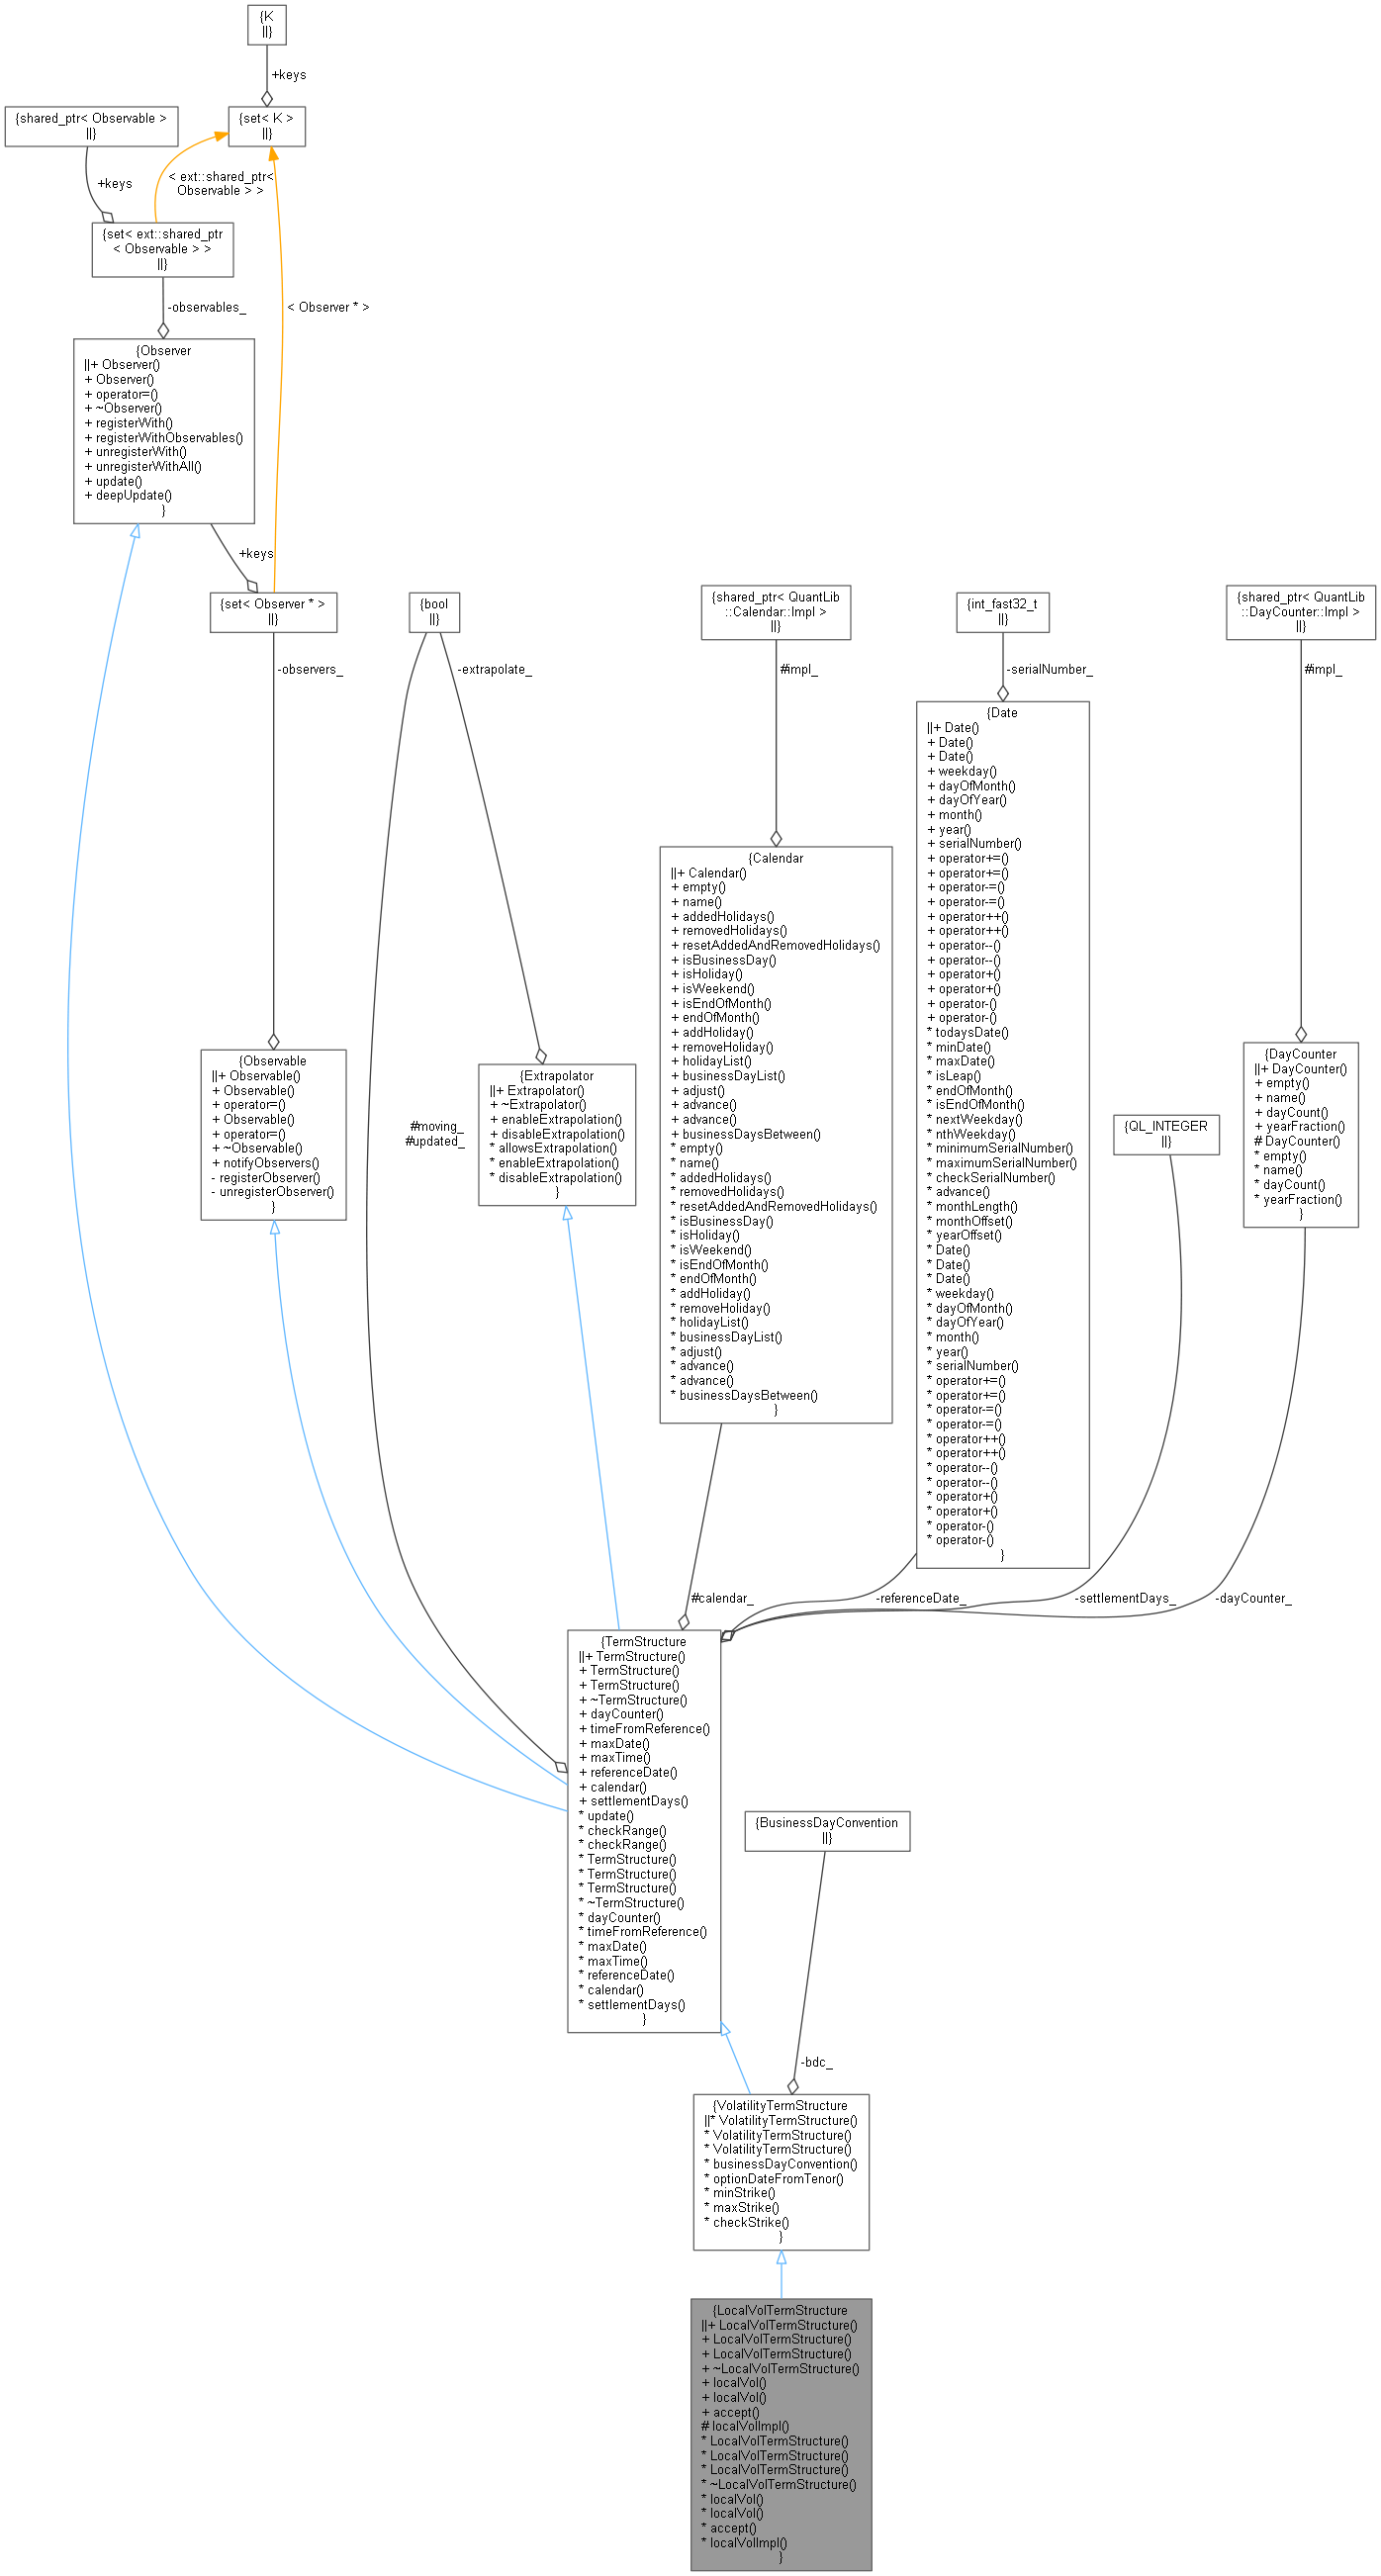 {K
||}
+keys
{shared_ptr< Observable >
||}
{set< K >
||}
+keys
< ext::shared_ptr<
Observable > >
{set< ext::shared_ptr
< Observable > >
||}
-observables_
< Observer * >
{Observer
||+ Observer()
+ Observer()
+ operator=()
+ ~Observer()
+ registerWith()
+ registerWithObservables()
+ unregisterWith()
+ unregisterWithAll()
+ update()
+ deepUpdate()
}
+keys
{set< Observer * >
||}
{bool
||}
{shared_ptr< QuantLib
::Calendar::Impl >
||}
{int_fast32_t
||}
{shared_ptr< QuantLib
::DayCounter::Impl >
||}
-observers_
-extrapolate_
#impl_
-serialNumber_
#impl_
{Date
||+ Date()
+ Date()
+ Date()
+ weekday()
+ dayOfMonth()
+ dayOfYear()
+ month()
+ year()
+ serialNumber()
+ operator+=()
+ operator+=()
+ operator-=()
+ operator-=()
+ operator++()
+ operator++()
+ operator--()
+ operator--()
+ operator+()
+ operator+()
+ operator-()
+ operator-()
* todaysDate()
* minDate()
* maxDate()
* isLeap()
* endOfMonth()
* isEndOfMonth()
* nextWeekday()
* nthWeekday()
* minimumSerialNumber()
* maximumSerialNumber()
* checkSerialNumber()
* advance()
* monthLength()
* monthOffset()
* yearOffset()
* Date()
* Date()
* Date()
* weekday()
* dayOfMonth()
* dayOfYear()
* month()
* year()
* serialNumber()
* operator+=()
* operator+=()
* operator-=()
* operator-=()
* operator++()
* operator++()
* operator--()
* operator--()
* operator+()
* operator+()
* operator-()
* operator-()
}
{Calendar
||+ Calendar()
+ empty()
+ name()
+ addedHolidays()
+ removedHolidays()
+ resetAddedAndRemovedHolidays()
+ isBusinessDay()
+ isHoliday()
+ isWeekend()
+ isEndOfMonth()
+ endOfMonth()
+ addHoliday()
+ removeHoliday()
+ holidayList()
+ businessDayList()
+ adjust()
+ advance()
+ advance()
+ businessDaysBetween()
* empty()
* name()
* addedHolidays()
* removedHolidays()
* resetAddedAndRemovedHolidays()
* isBusinessDay()
* isHoliday()
* isWeekend()
* isEndOfMonth()
* endOfMonth()
* addHoliday()
* removeHoliday()
* holidayList()
* businessDayList()
* adjust()
* advance()
* advance()
* businessDaysBetween()
}
{Observable
||+ Observable()
+ Observable()
+ operator=()
+ Observable()
+ operator=()
+ ~Observable()
+ notifyObservers()
- registerObserver()
- unregisterObserver()
}
#moving_
#updated_
{Extrapolator
||+ Extrapolator()
+ ~Extrapolator()
+ enableExtrapolation()
+ disableExtrapolation()
* allowsExtrapolation()
* enableExtrapolation()
* disableExtrapolation()
}
{QL_INTEGER
||}
{DayCounter
||+ DayCounter()
+ empty()
+ name()
+ dayCount()
+ yearFraction()
# DayCounter()
* empty()
* name()
* dayCount()
* yearFraction()
}
#calendar_
-referenceDate_
-settlementDays_
-dayCounter_
{TermStructure
||+ TermStructure()
+ TermStructure()
+ TermStructure()
+ ~TermStructure()
+ dayCounter()
+ timeFromReference()
+ maxDate()
+ maxTime()
+ referenceDate()
+ calendar()
+ settlementDays()
* update()
* checkRange()
* checkRange()
* TermStructure()
* TermStructure()
* TermStructure()
* ~TermStructure()
* dayCounter()
* timeFromReference()
* maxDate()
* maxTime()
* referenceDate()
* calendar()
* settlementDays()
}
{BusinessDayConvention
||}
-bdc_
{VolatilityTermStructure
||* VolatilityTermStructure()
* VolatilityTermStructure()
* VolatilityTermStructure()
* businessDayConvention()
* optionDateFromTenor()
* minStrike()
* maxStrike()
* checkStrike()
}
{LocalVolTermStructure
||+ LocalVolTermStructure()
+ LocalVolTermStructure()
+ LocalVolTermStructure()
+ ~LocalVolTermStructure()
+ localVol()
+ localVol()
+ accept()
# localVolImpl()
* LocalVolTermStructure()
* LocalVolTermStructure()
* LocalVolTermStructure()
* ~LocalVolTermStructure()
* localVol()
* localVol()
* accept()
* localVolImpl()
}